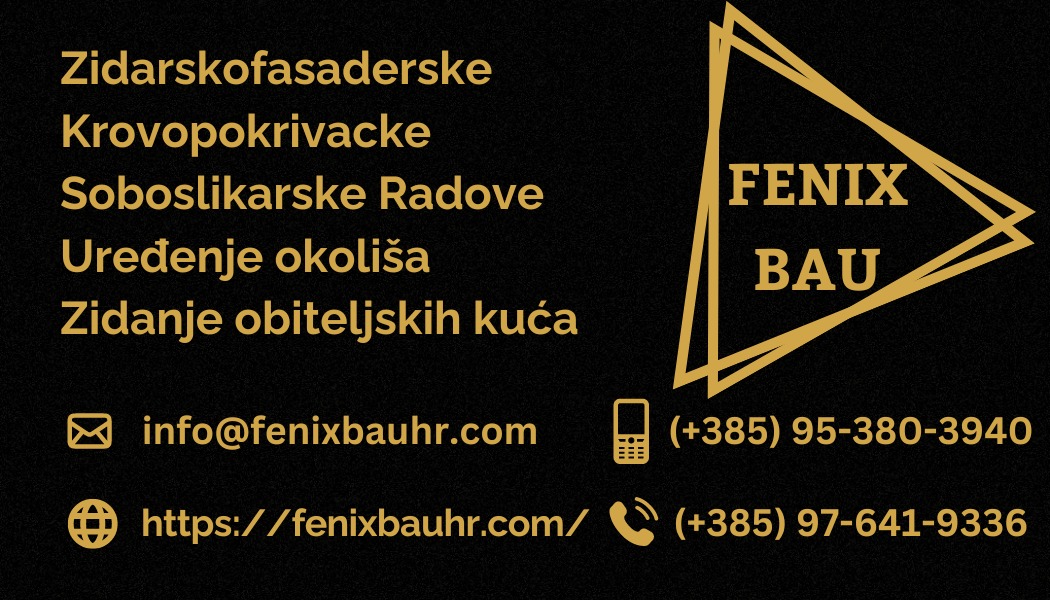 Zidarskofasaderske
Krovopokrivacke
Soboslikarske Radove
Uređenje okoliša
Zidanje obiteljskih kuća
FENIX
BAU
info@fenixbauhr.com
(+385) 95-380-3940
https://fenixbauhr.com/
(+385) 97-641-9336